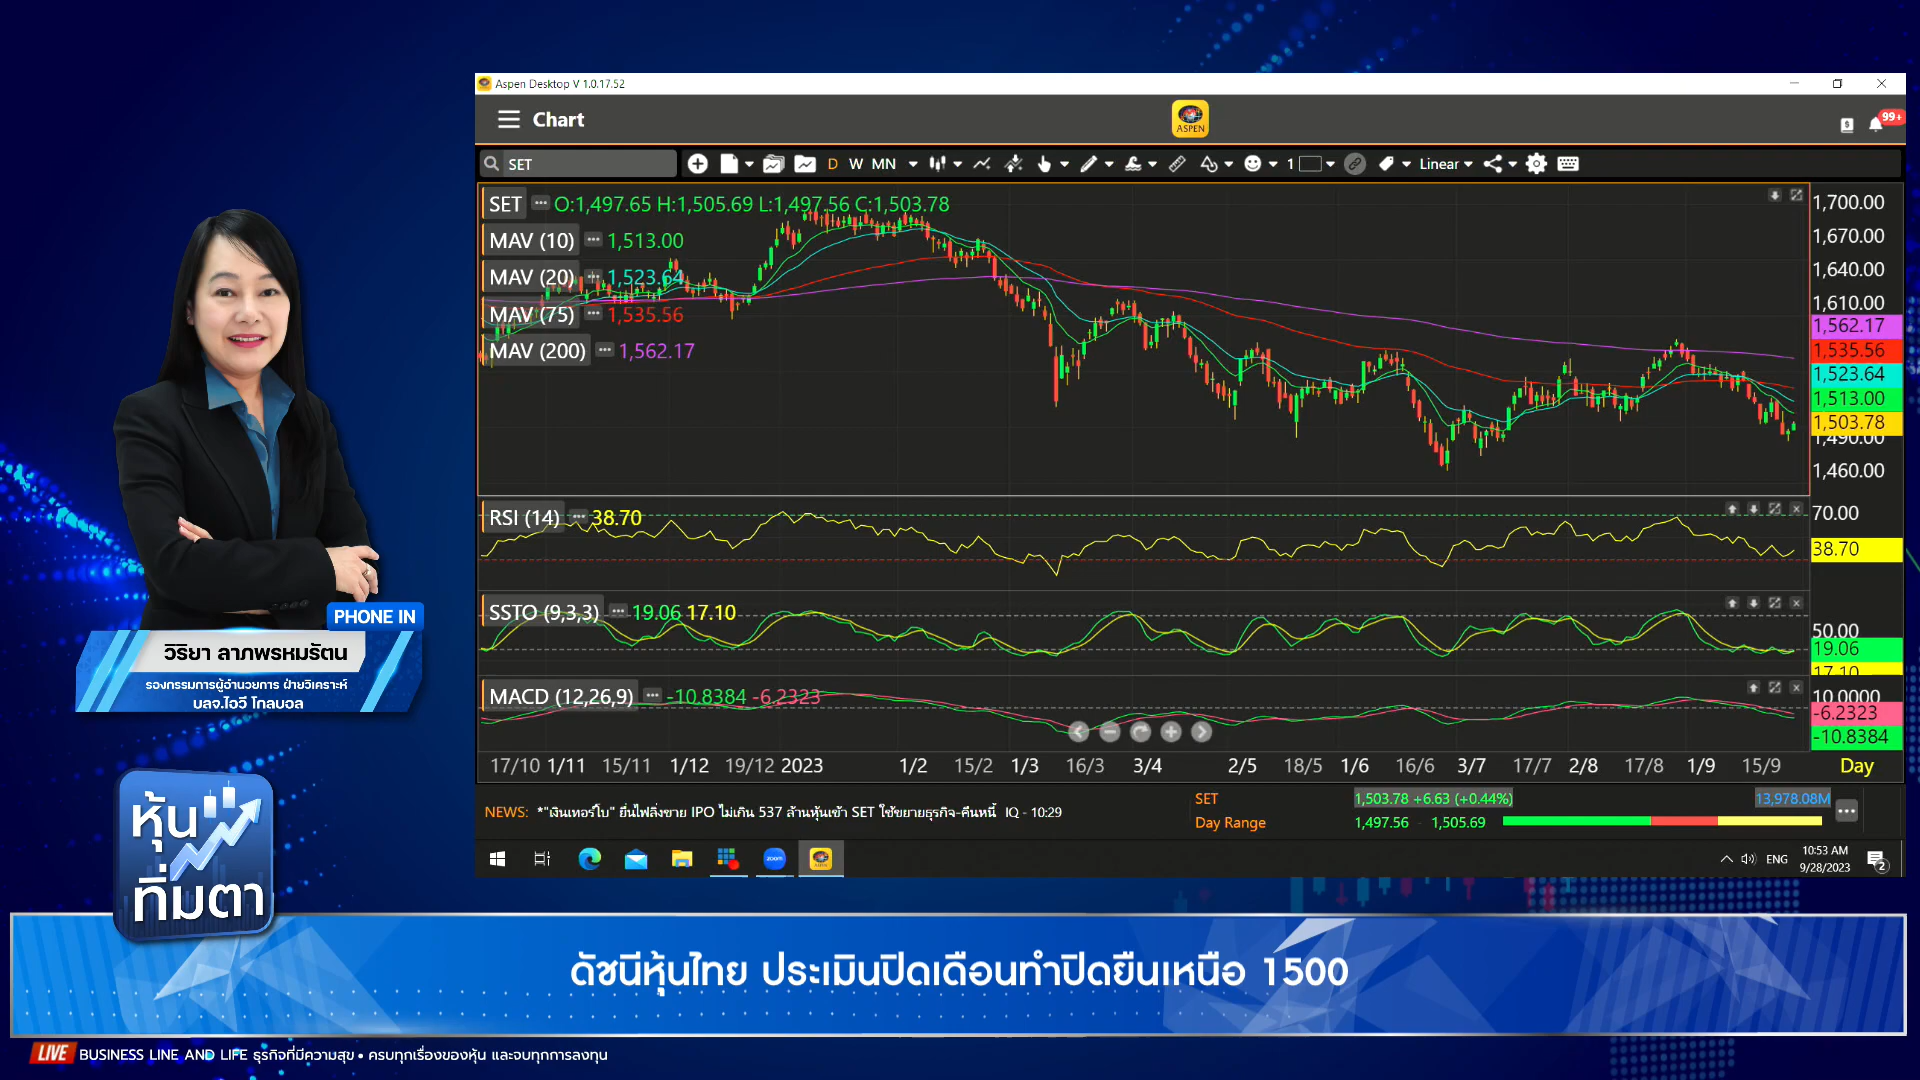 Aspen Desktop V 1.0.17.52
Chart
ASPEN
99+
SET
D W MN
1
Linear
SET O:1,497.65 H:1,505.69 L:1,497.56 C:1,503.78
MAV (10) 1,513.00
MAV (20) 1,523.64
MAV (75) 1,535.56
MAV (200) 1,562.17
1,700.00
1,670.00
1,640.00
1,610.00
1,562.17
1,535.56
1,523.64
1,513.00
1,503.78
1,490.00
1,460.00
RSI (14) 38.70
70.00
38.70
SSTO (9,3,3) 19.06 17.10
50.00
19.06
17.10
MACD (12,26,9) -10.8384 -6.2323
10.0000
-6.2323
-10.8384
17/10 1/11 15/11 1/12 19/12 2023 1/2 15/2 1/3 16/3 3/4 2/5 18/5 1/6 16/6 3/7 17/7 2/8 17/8 1/9 15/9 Day
NEWS: *"เงินเทอร์โบ" ยื่นไฟลิ่งขาย IPO ไม่เกิน 537 ล้านหุ้นเข้า SET ใช้ขยายธุรกิจ-คืนหนี้ IQ - 10:29
SET 1,503.78 +6.63 (+0.44%) 13,978.08M
Day Range 1,497.56 - 1,505.69
zoom
ENG
10:53 AM
9/28/2023
2
PHONE IN
วิริยา ลาภพรหมรัตน
รองกรรมการผู้อำนวยการ ฝ่ายวิเคราะห์
บลจ.ไอวี โกลบอล
หุ้น
ทิ่มตา
ดัชนีหุ้นไทย ประเมินปิดเดือนทำปิดยืนเหนือ 1500
LIVE BUSINESS LINE AND LIFE ธุรกิจที่มีความสุข • ครบทุกเรื่องของหุ้น และจบทุกการลงทุน